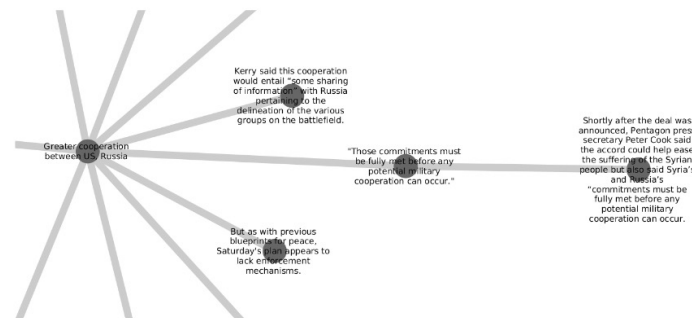 Kerry said this cooperation
would entail “some sharing
of information” with Russia
pertaining to the
delineation of the various
groups on the battlefield.
Greater cooperation
between US, Russia
"Those commitments must
be fully met before any
potential military
cooperation can occur."
Shortly after the deal was
announced, Pentagon pres
secretary Peter Cook said
the accord could help ease
the suffering of the Syrian
people but also said Syria’s
and Russia’s
“commitments must be
fully met before any
potential military
cooperation can occur.
But as with previous
blueprints for peace,
Saturday's plan appears to
lack enforcement
mechanisms.